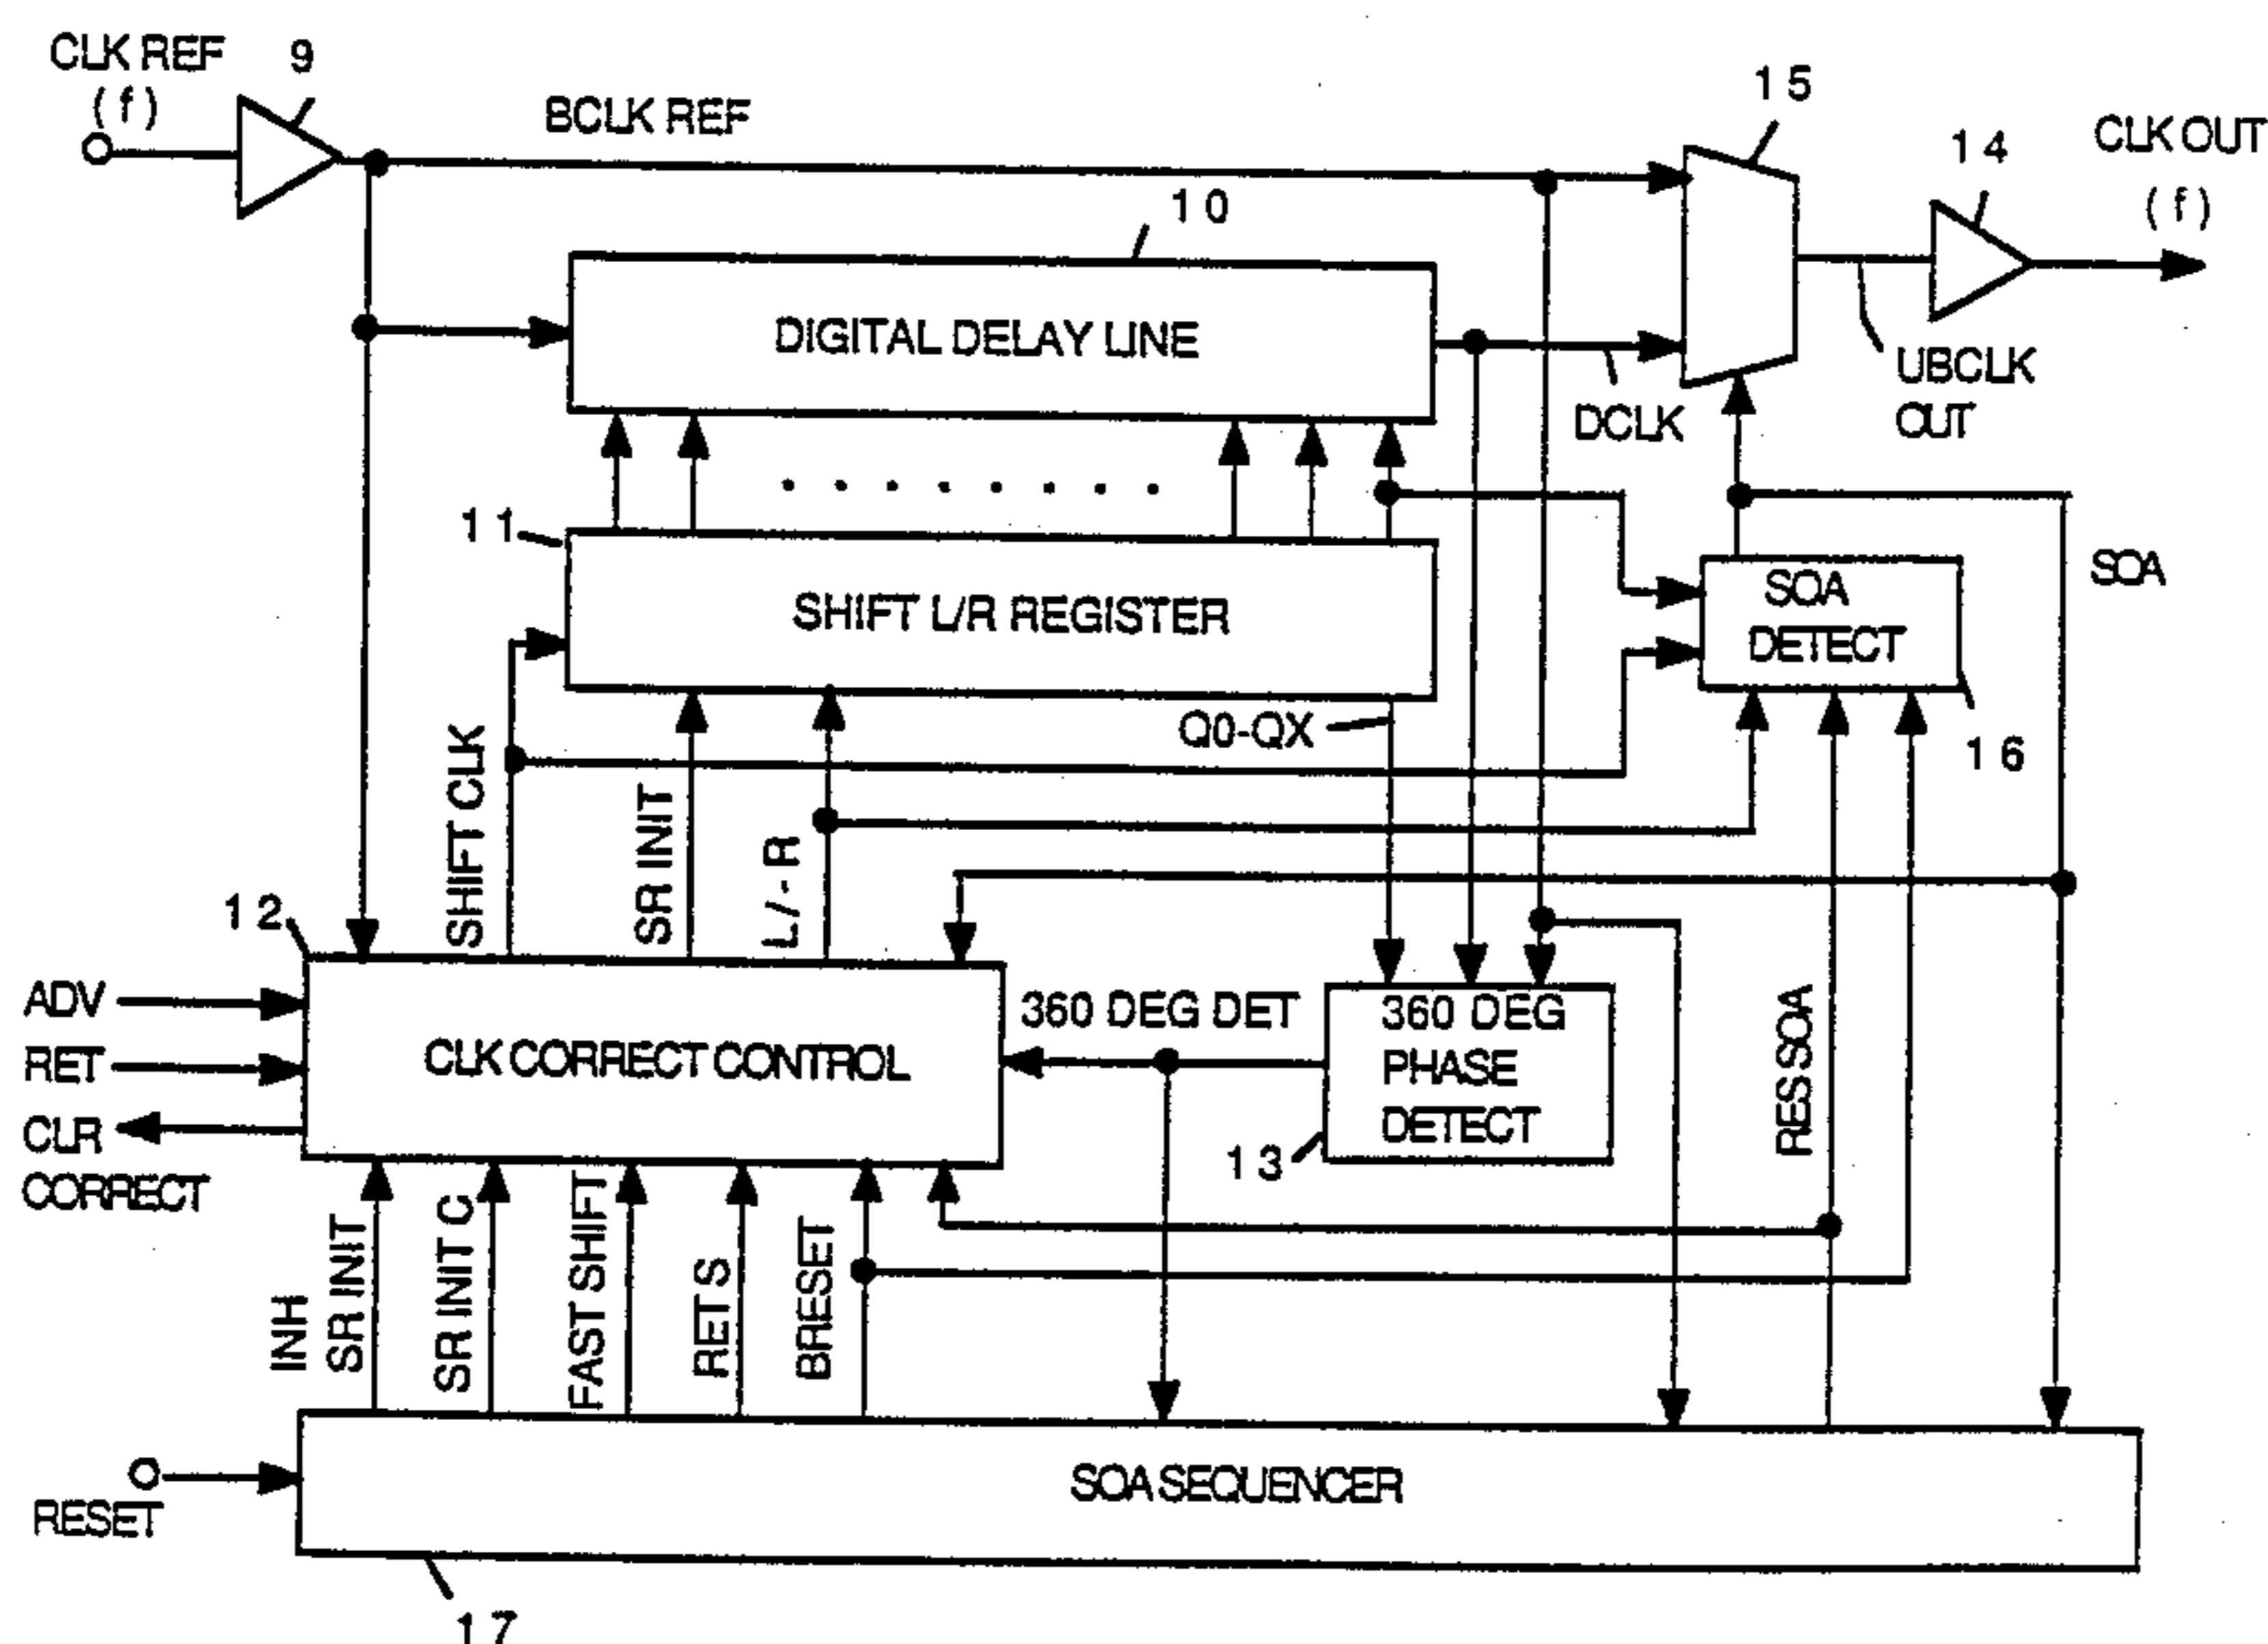 CLK REF
( f )
9
BCLK REF
15
14
CLK OUT
( f )
10
DIGITAL DELAY LINE
DCLK
UBCLK
OUT
11
SHIFT L/R REGISTER
SOA
DETECT
SOA
Q0-QX
16
SHIFT CLK
SR INIT
L/-R
12
ADV
RET
CLR
CORRECT
CLK CORRECT CONTROL
360 DEG DET
360 DEG
PHASE
DETECT
13
RES SOA
INH
SR INIT
SR INIT C
FAST SHIFT
RET S
BRESET
RESET
SOA SEQUENCER
17